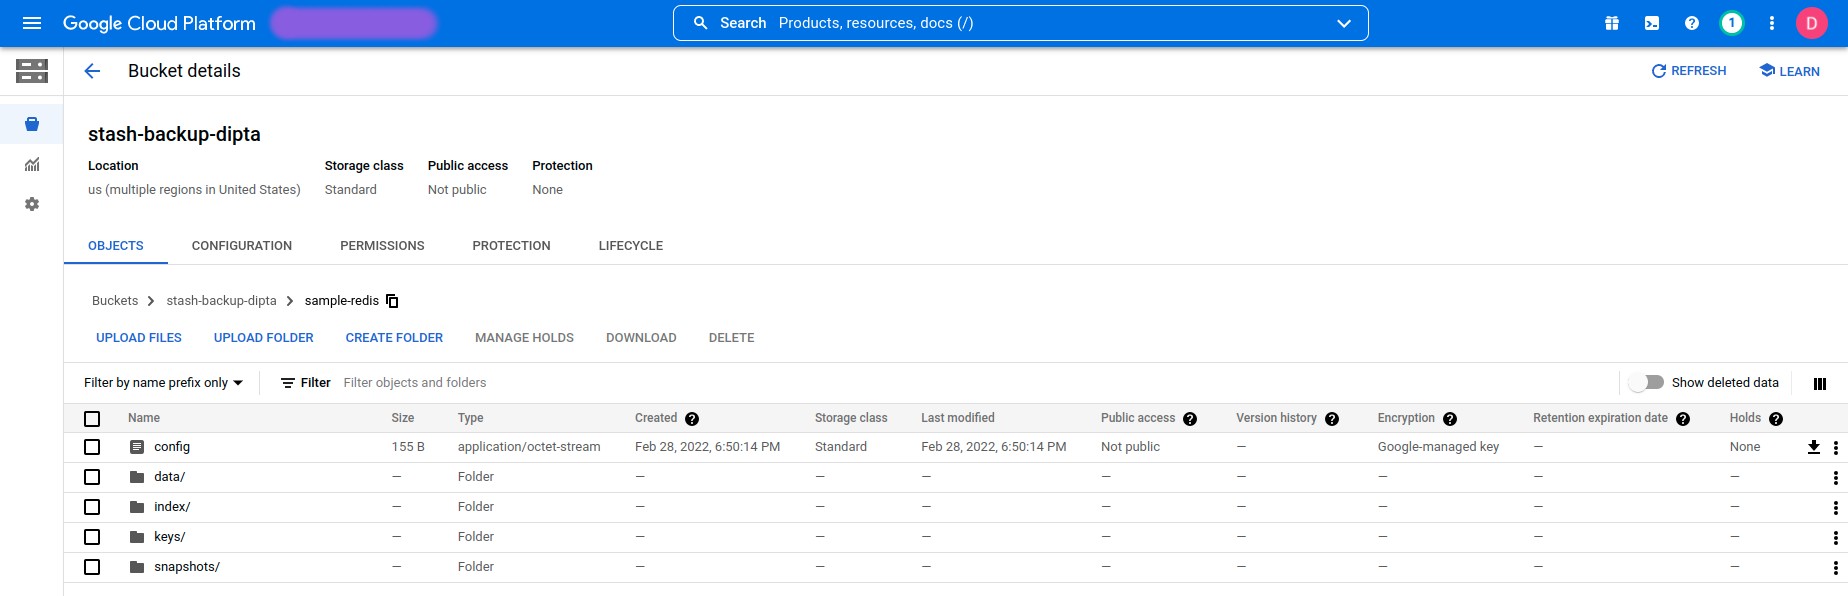 Google Cloud Platform
Search Products, resources, docs (/)
1
D
Bucket details
REFRESH
LEARN
stash-backup-dipta
Location Storage class Public access Protection
us (multiple regions in United States) Standard Not public None
OBJECTS CONFIGURATION PERMISSIONS PROTECTION LIFECYCLE
Buckets > stash-backup-dipta > sample-redis
UPLOAD FILES UPLOAD FOLDER CREATE FOLDER MANAGE HOLDS DOWNLOAD DELETE
Filter by name prefix only Filter Filter objects and folders Show deleted data
Name Size Type Created ? Storage class Last modified Public access ? Version history ? Encryption ? Retention expiration date ? Holds ?
config 155 B application/octet-stream Feb 28, 2022, 6:50:14 PM Standard Feb 28, 2022, 6:50:14 PM Not public — Google-managed key — None
data/ — Folder — — — — — — — —
index/ — Folder — — — — — — — —
keys/ — Folder — — — — — — — —
snapshots/ — Folder — — — — — — — —